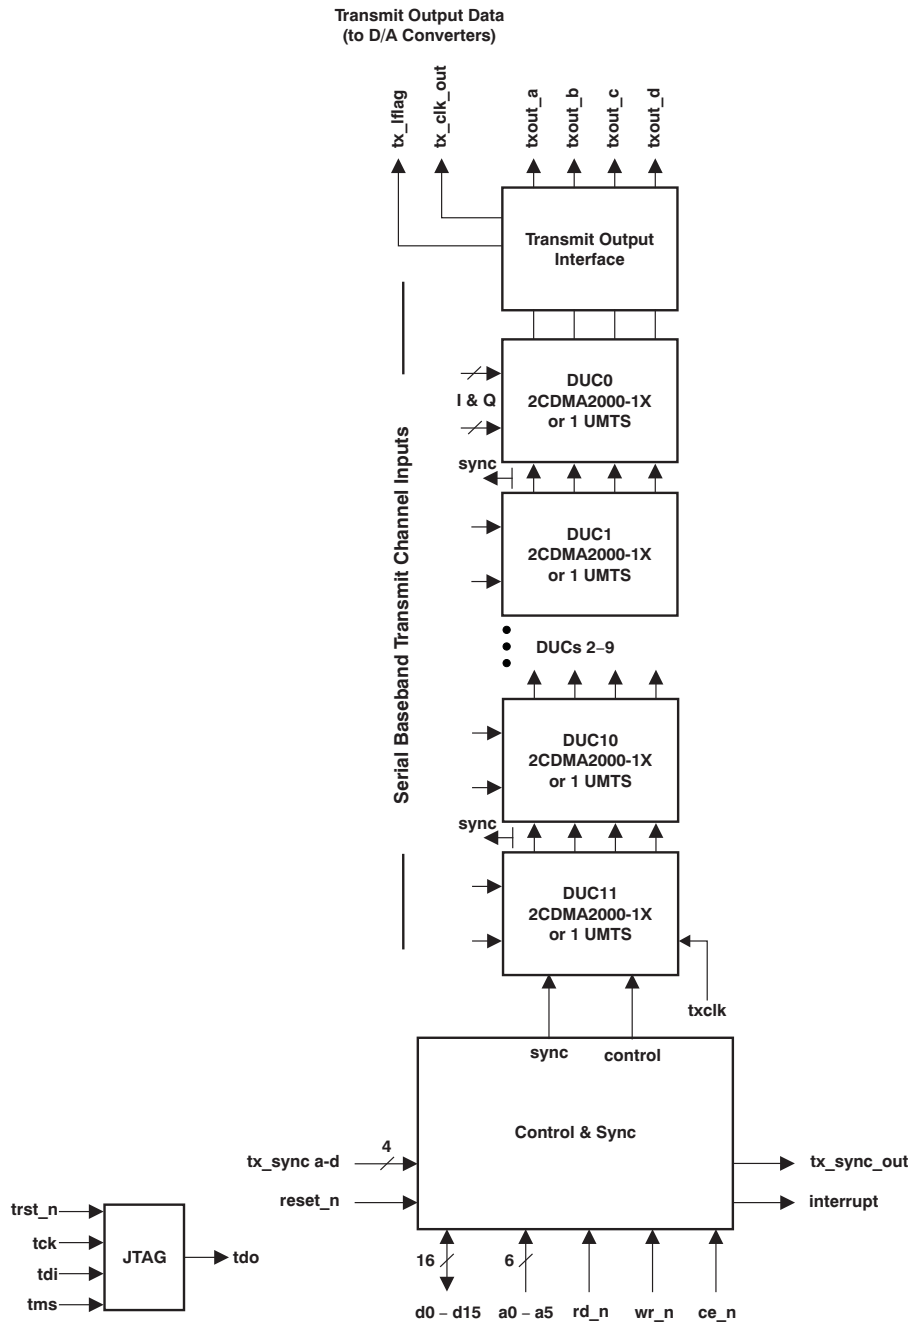 Transmit Output Data
(to D/A Converters)
tx_Iflag
tx_clk_out
txout_a
txout_b
txout_c
txout_d
Transmit Output
Interface
Serial Baseband Transmit Channel Inputs
DUC0
2CDMA2000-1X
or 1 UMTS
I & Q
sync
DUC1
2CDMA2000-1X
or 1 UMTS
DUCs 2–9
DUC10
2CDMA2000-1X
or 1 UMTS
sync
DUC11
2CDMA2000-1X
or 1 UMTS
txclk
sync
control
Control & Sync
tx_sync a-d
4
reset_n
tx_sync_out
interrupt
trst_n
tck
tdi
tms
JTAG
tdo
16
6
d0 – d15
a0 – a5
rd_n
wr_n
ce_n